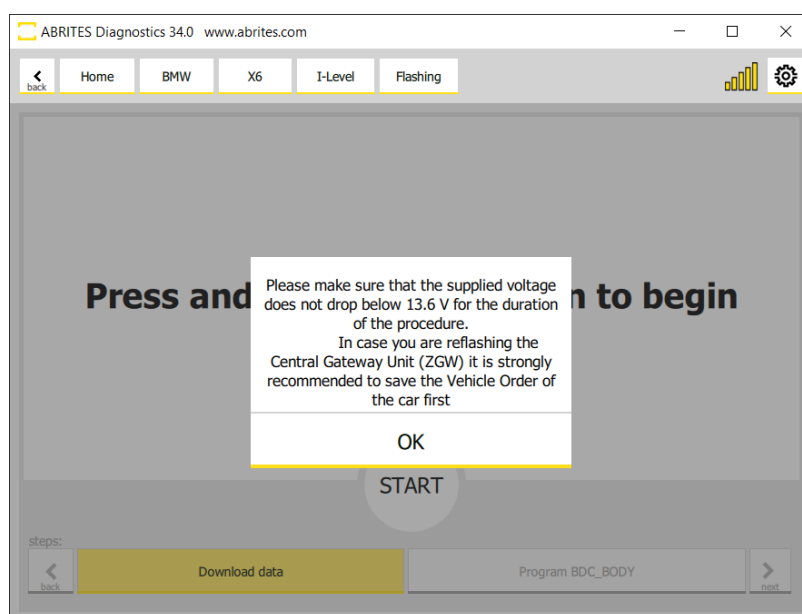 ABRITES Diagnostics 34.0 www.abrites.com
back
Home
BMW
X6
I-Level
Flashing
Press and
n to begin
Please make sure that the supplied voltage
does not drop below 13.6 V for the duration
of the procedure.
In case you are reflashing the
Central Gateway Unit (ZGW) it is strongly
recommended to save the Vehicle Order of
the car first
OK
START
steps:
back
Download data
Program BDC_BODY
next